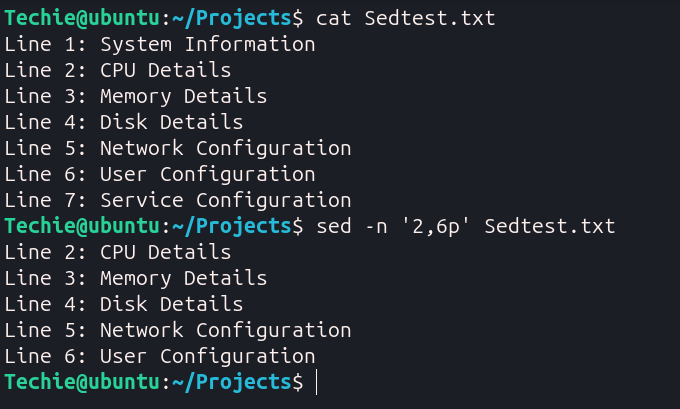 Techie@ubuntu:~/Projects$ cat Sedtest.txt
Line 1: System Information
Line 2: CPU Details
Line 3: Memory Details
Line 4: Disk Details
Line 5: Network Configuration
Line 6: User Configuration
Line 7: Service Configuration
Techie@ubuntu:~/Projects$ sed -n '2,6p' Sedtest.txt
Line 2: CPU Details
Line 3: Memory Details
Line 4: Disk Details
Line 5: Network Configuration
Line 6: User Configuration
Techie@ubuntu:~/Projects$